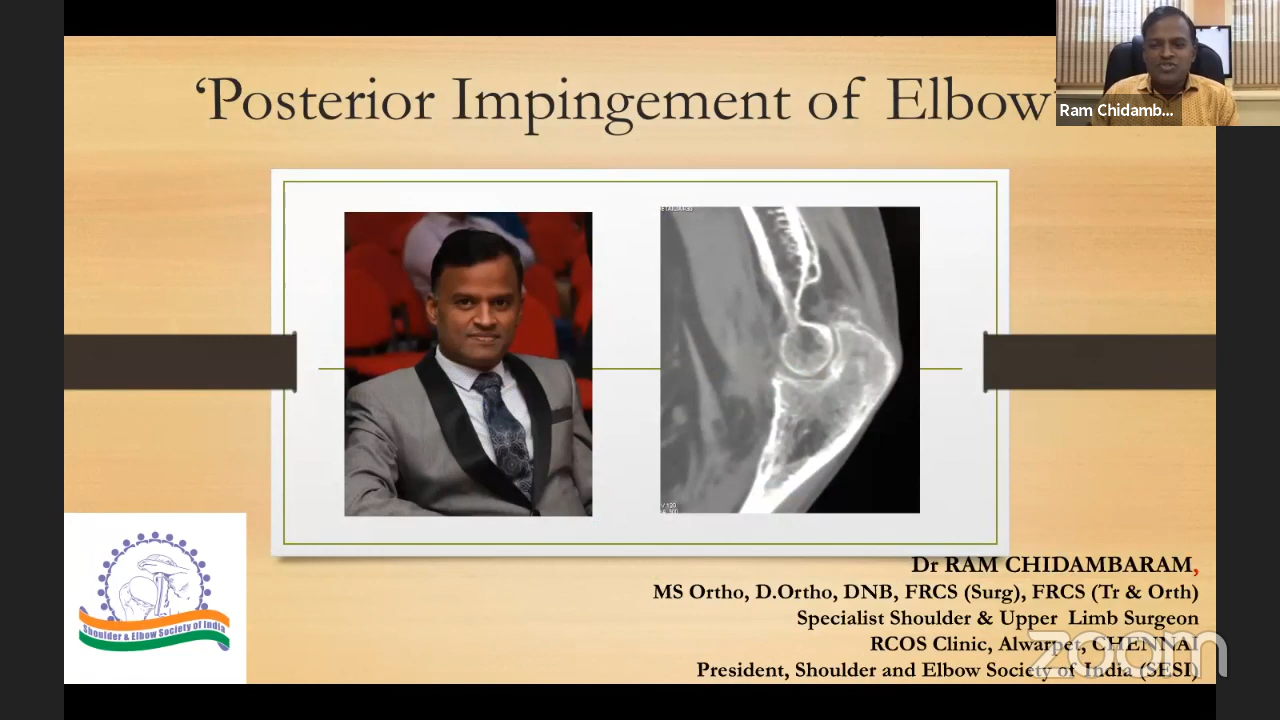 ‘Posterior Impingement of Elbow’
Ram Chidamb...
Shoulder & Elbow Society of India
Dr RAM CHIDAMBARAM,
MS Ortho, D.Ortho, DNB, FRCS (Surg), FRCS (Tr & Orth)
Specialist Shoulder & Upper Limb Surgeon
RCOS Clinic, Alwarpet, CHENNAI
President, Shoulder and Elbow Society of India (SESI)
zoom